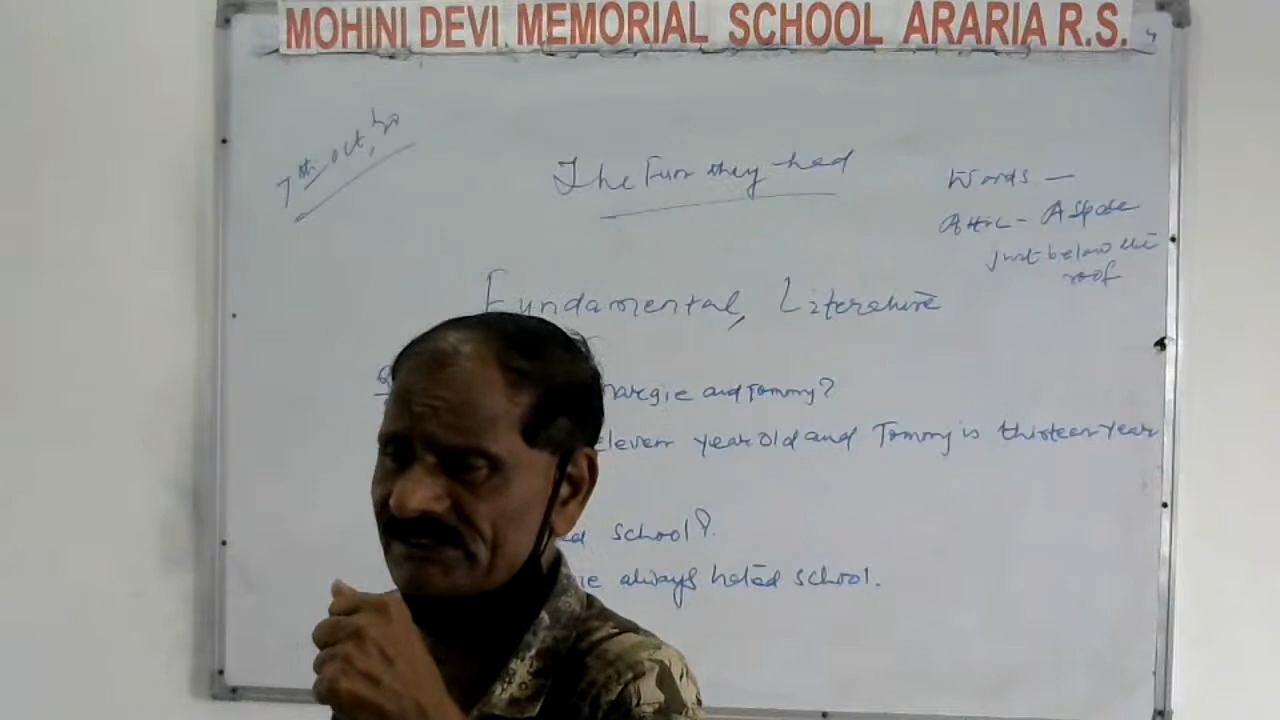 MOHINI DEVI MEMORIAL SCHOOL ARARIA R.S.
7th Oct, 20
The Fun they had
Words —
Attic - A Space
just below the
roof
Fundamental, Literature
margie and Tommy?
eleven year old and Tommy is thirteen year
school?
always hated school.